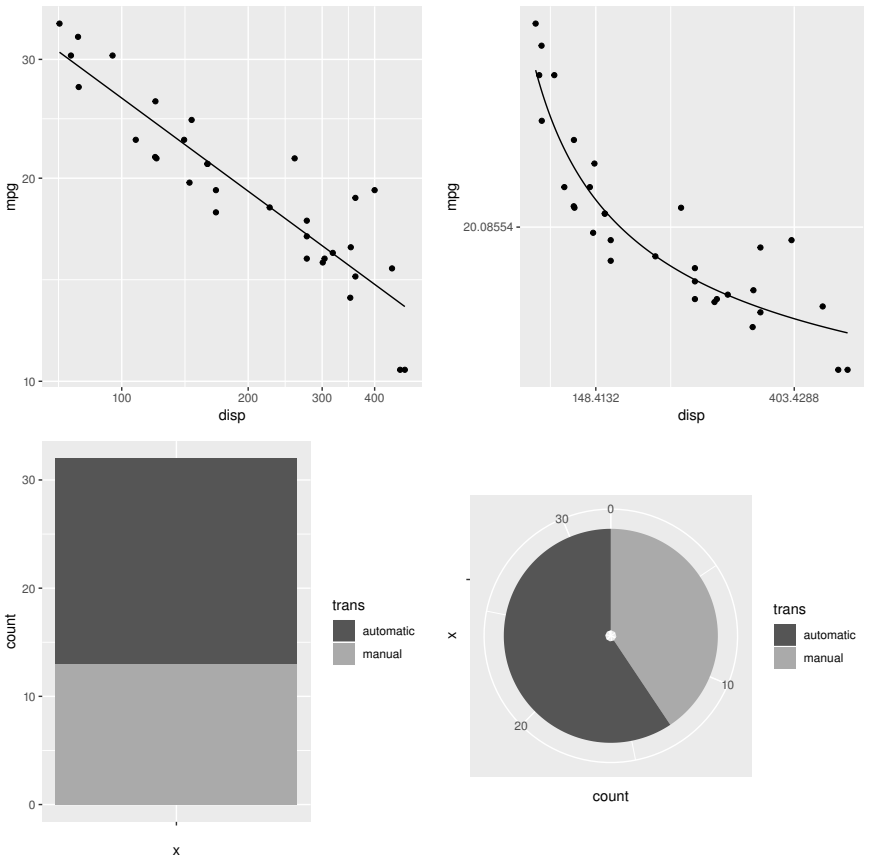 30
20
10
mpg
100 200 300 400
disp
20.08554
mpg
148.4132 403.4288
disp
30
20
10
0
count
x
trans
automatic
manual
0
30
10
20
x
count
trans
automatic
manual